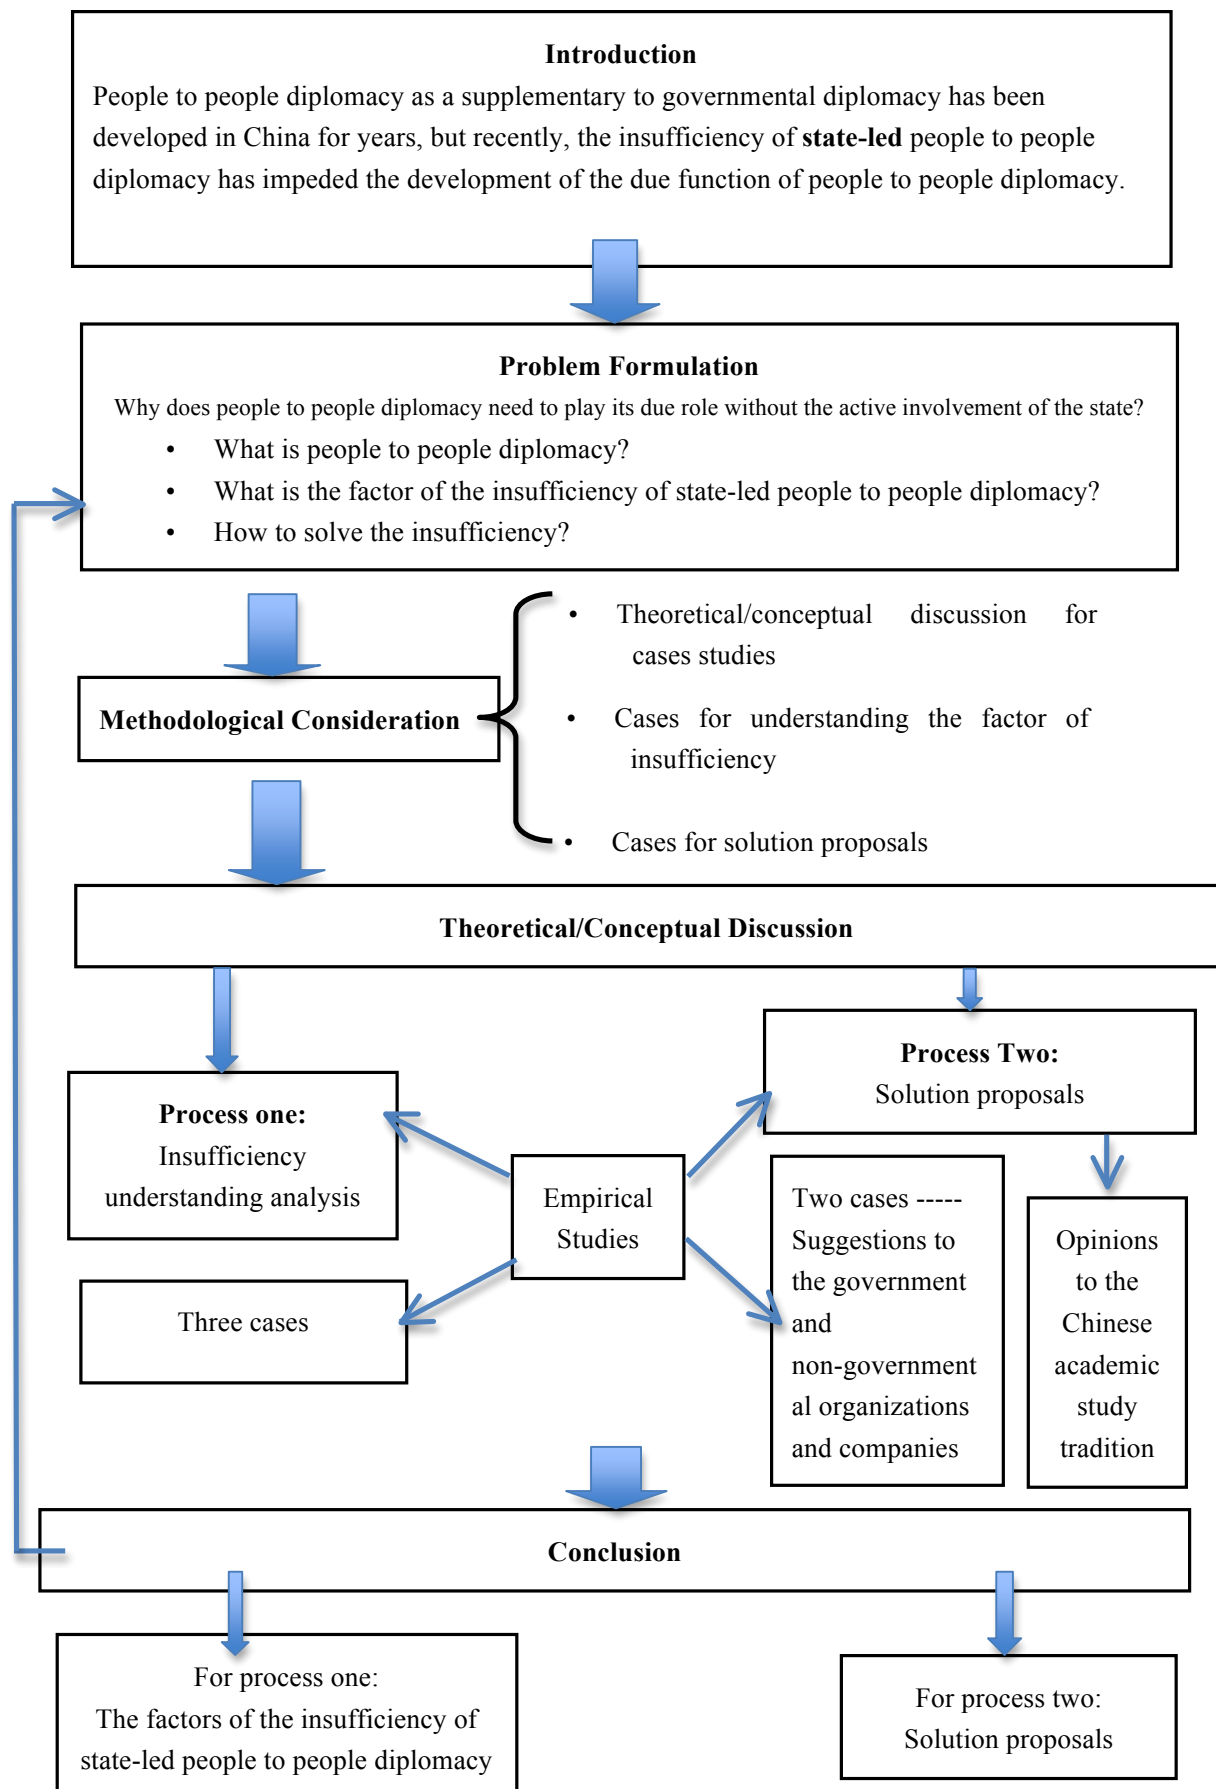 Introduction
People to people diplomacy as a supplementary to governmental diplomacy has been
developed in China for years, but recently, the insufficiency of state-led people to people
diplomacy has impeded the development of the due function of people to people diplomacy.
Problem Formulation
Why does people to people diplomacy need to play its due role without the active involvement of the state?
• What is people to people diplomacy?
• What is the factor of the insufficiency of state-led people to people diplomacy?
• How to solve the insufficiency?
Methodological Consideration
• Theoretical/conceptual discussion for
cases studies
• Cases for understanding the factor of
insufficiency
• Cases for solution proposals
Theoretical/Conceptual Discussion
Process one:
Insufficiency
understanding analysis
Three cases
Empirical
Studies
Process Two:
Solution proposals
Two cases -----
Suggestions to
the government
and
non-government
al organizations
and companies
Opinions
to the
Chinese
academic
study
tradition
Conclusion
For process one:
The factors of the insufficiency of
state-led people to people diplomacy
For process two:
Solution proposals